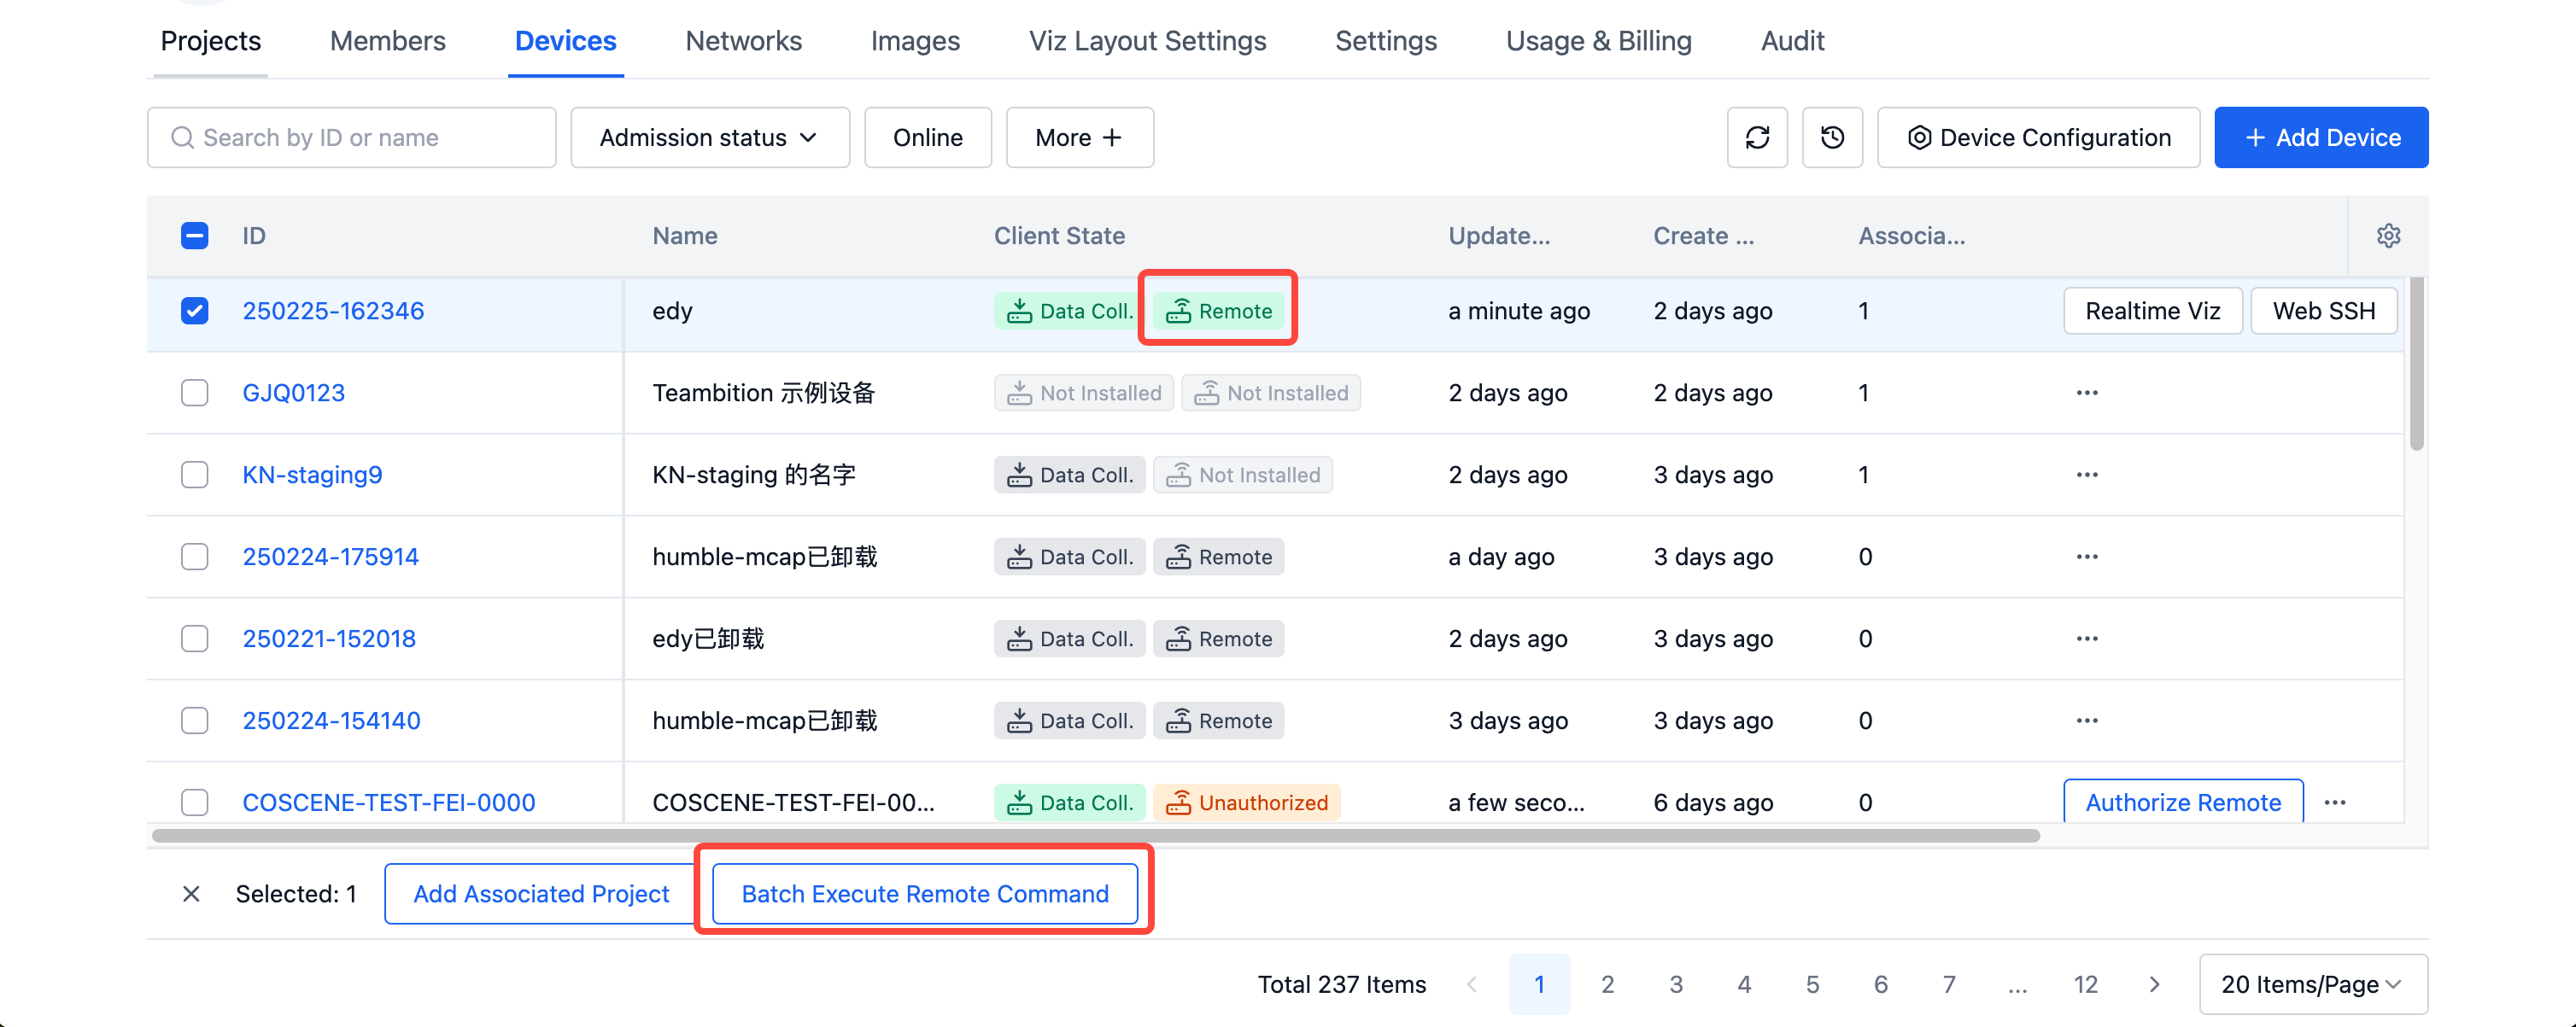 Projects Members Devices Networks Images Viz Layout Settings Settings Usage & Billing Audit
Search by ID or name Admission status Online More + Device Configuration + Add Device
ID Name Client State Update... Create ... Associa...
250225-162346 edy Data Coll. Remote a minute ago 2 days ago 1 Realtime Viz Web SSH
GJQ0123 Teambition 示例设备 Not Installed Not Installed 2 days ago 2 days ago 1 ...
KN-staging9 KN-staging 的名字 Data Coll. Not Installed 2 days ago 3 days ago 1 ...
250224-175914 humble-mcap已卸载 Data Coll. Remote a day ago 3 days ago 0 ...
250221-152018 edy已卸载 Data Coll. Remote 2 days ago 3 days ago 0 ...
250224-154140 humble-mcap已卸载 Data Coll. Remote 3 days ago 3 days ago 0 ...
COSCENE-TEST-FEI-0000 COSCENE-TEST-FEI-00... Data Coll. Unauthorized a few seco... 6 days ago 0 Authorize Remote ...
Selected: 1 Add Associated Project Batch Execute Remote Command
Total 237 Items < 1 2 3 4 5 6 7 ... 12 > 20 Items/Page